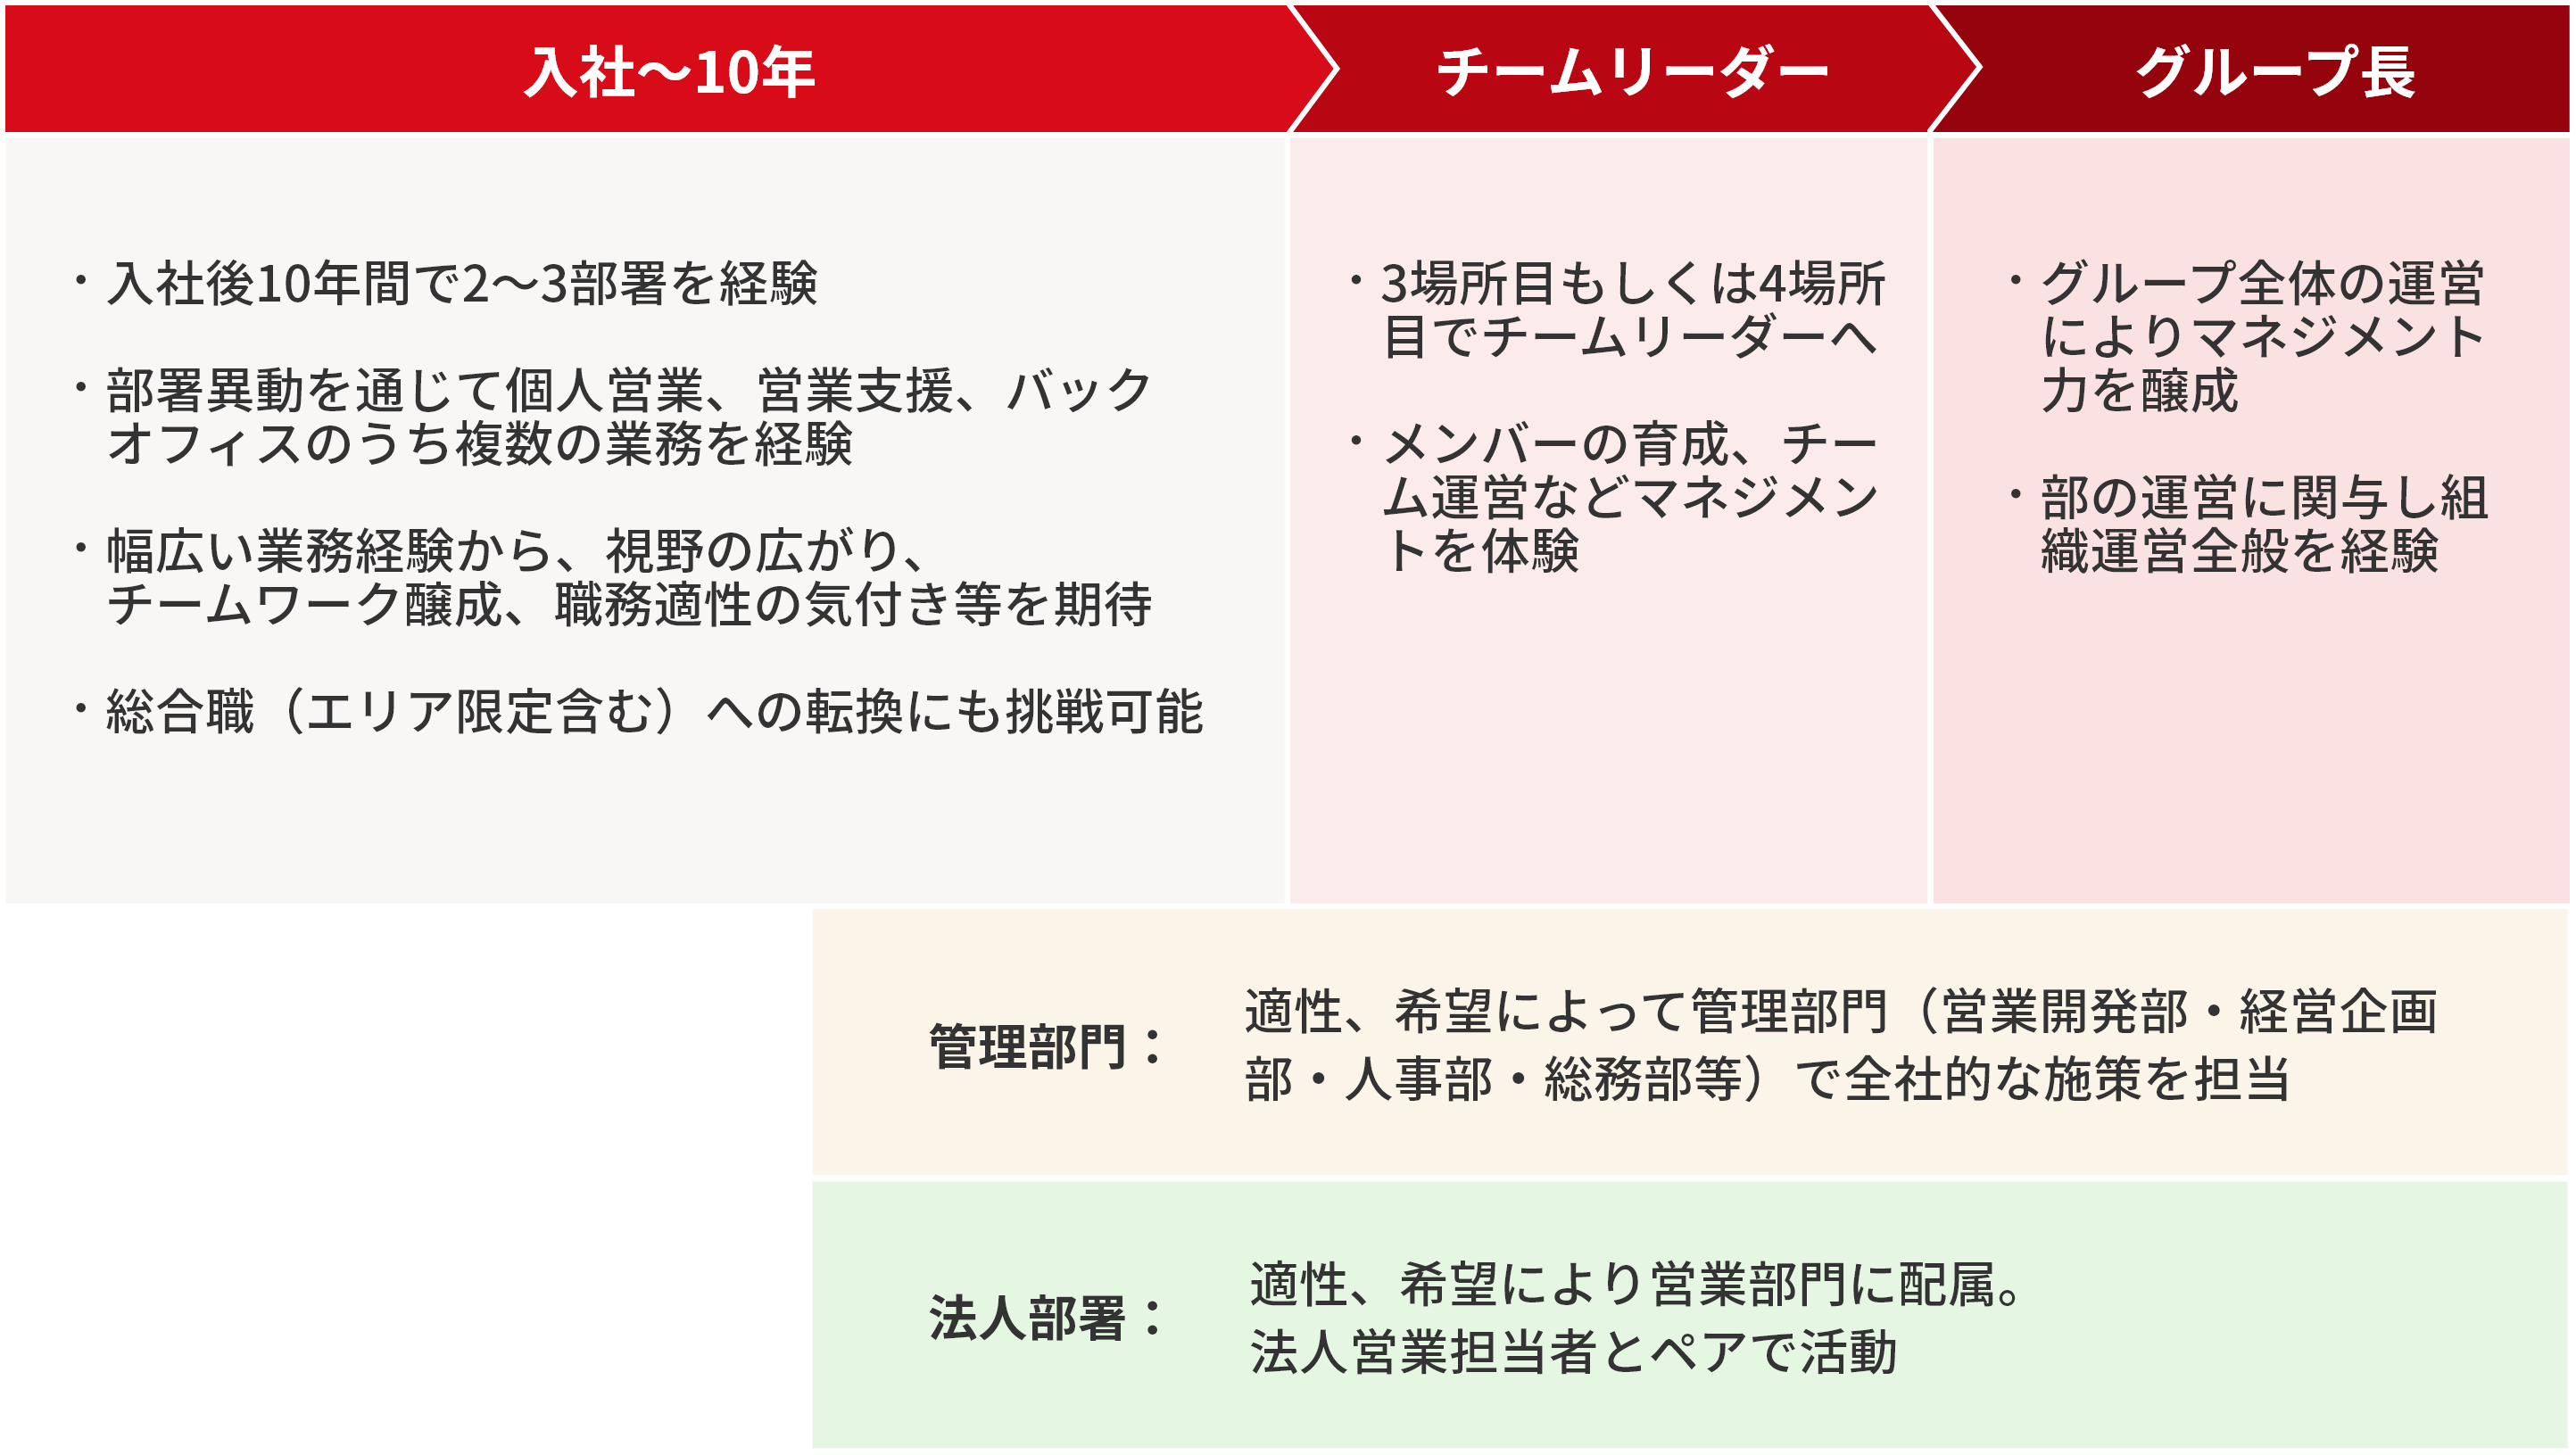 入社～10年
チームリーダー
グループ長
・入社後10年間で2～3部署を経験
・部署異動を通じて個人営業、営業支援、バック
オフィスのうち複数の業務を経験
・幅広い業務経験から、視野の広がり、
チームワーク醸成、職務適性の気付き等を期待
・総合職（エリア限定含む）への転換にも挑戦可能
・3場所目もしくは4場所
目でチームリーダーへ
・メンバーの育成、チー
ム運営などマネジメン
トを体験
・グループ全体の運営
によりマネジメント
力を醸成
・部の運営に関与し組
織運営全般を経験
管理部門：
適性、希望によって管理部門（営業開発部・経営企画
部・人事部・総務部等）で全社的な施策を担当
法人部署：
適性、希望により営業部門に配属。
法人営業担当者とペアで活動